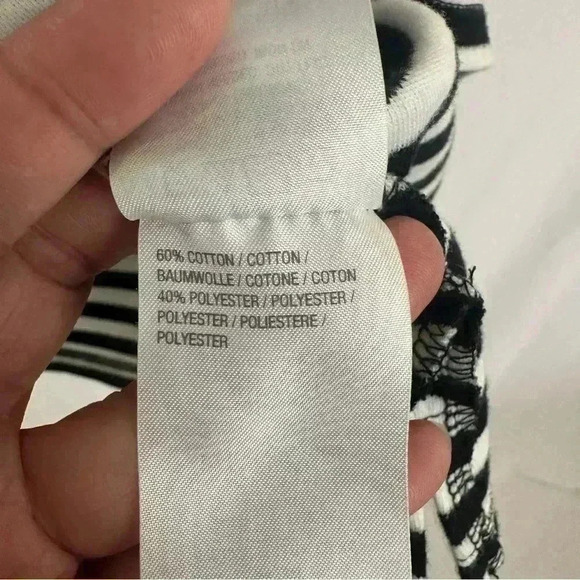 60% COTTON / COTTON /
BAUMWOLLE / COTONE / COTON
40% POLYESTER / POLYESTER /
POLYESTER / POLIESTERE /
POLYESTER